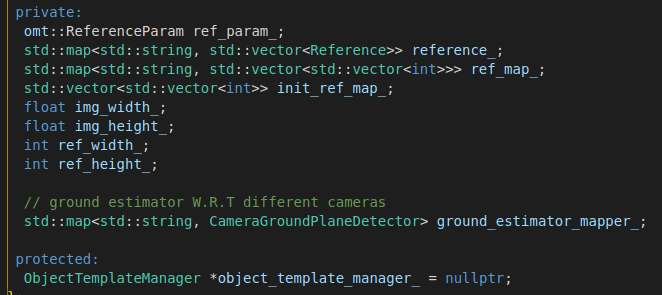 private:
omt::ReferenceParam ref_param_;
std::map<std::string, std::vector<Reference>> reference_;
std::map<std::string, std::vector<std::vector<int>>> ref_map_;
std::vector<std::vector<int>> init_ref_map_;
float img_width_;
float img_height_;
int ref_width_;
int ref_height_;
// ground estimator W.R.T different cameras
std::map<std::string, CameraGroundPlaneDetector> ground_estimator_mapper_;
protected:
ObjectTemplateManager *object_template_manager_ = nullptr;
}